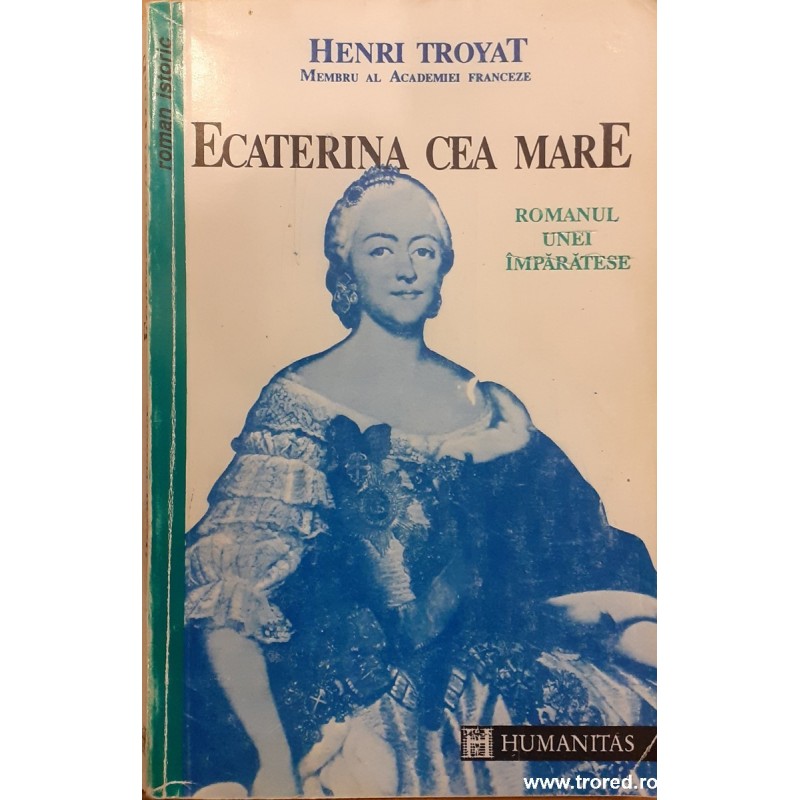 roman istoric
HENRI TROYAT
MEMBRU AL ACADEMIEI FRANCEZE
ECATERINA CEA MARE
ROMANUL
UNEI
ÎMPĂRĂTESE
HUMANITAS
www.trored.ro